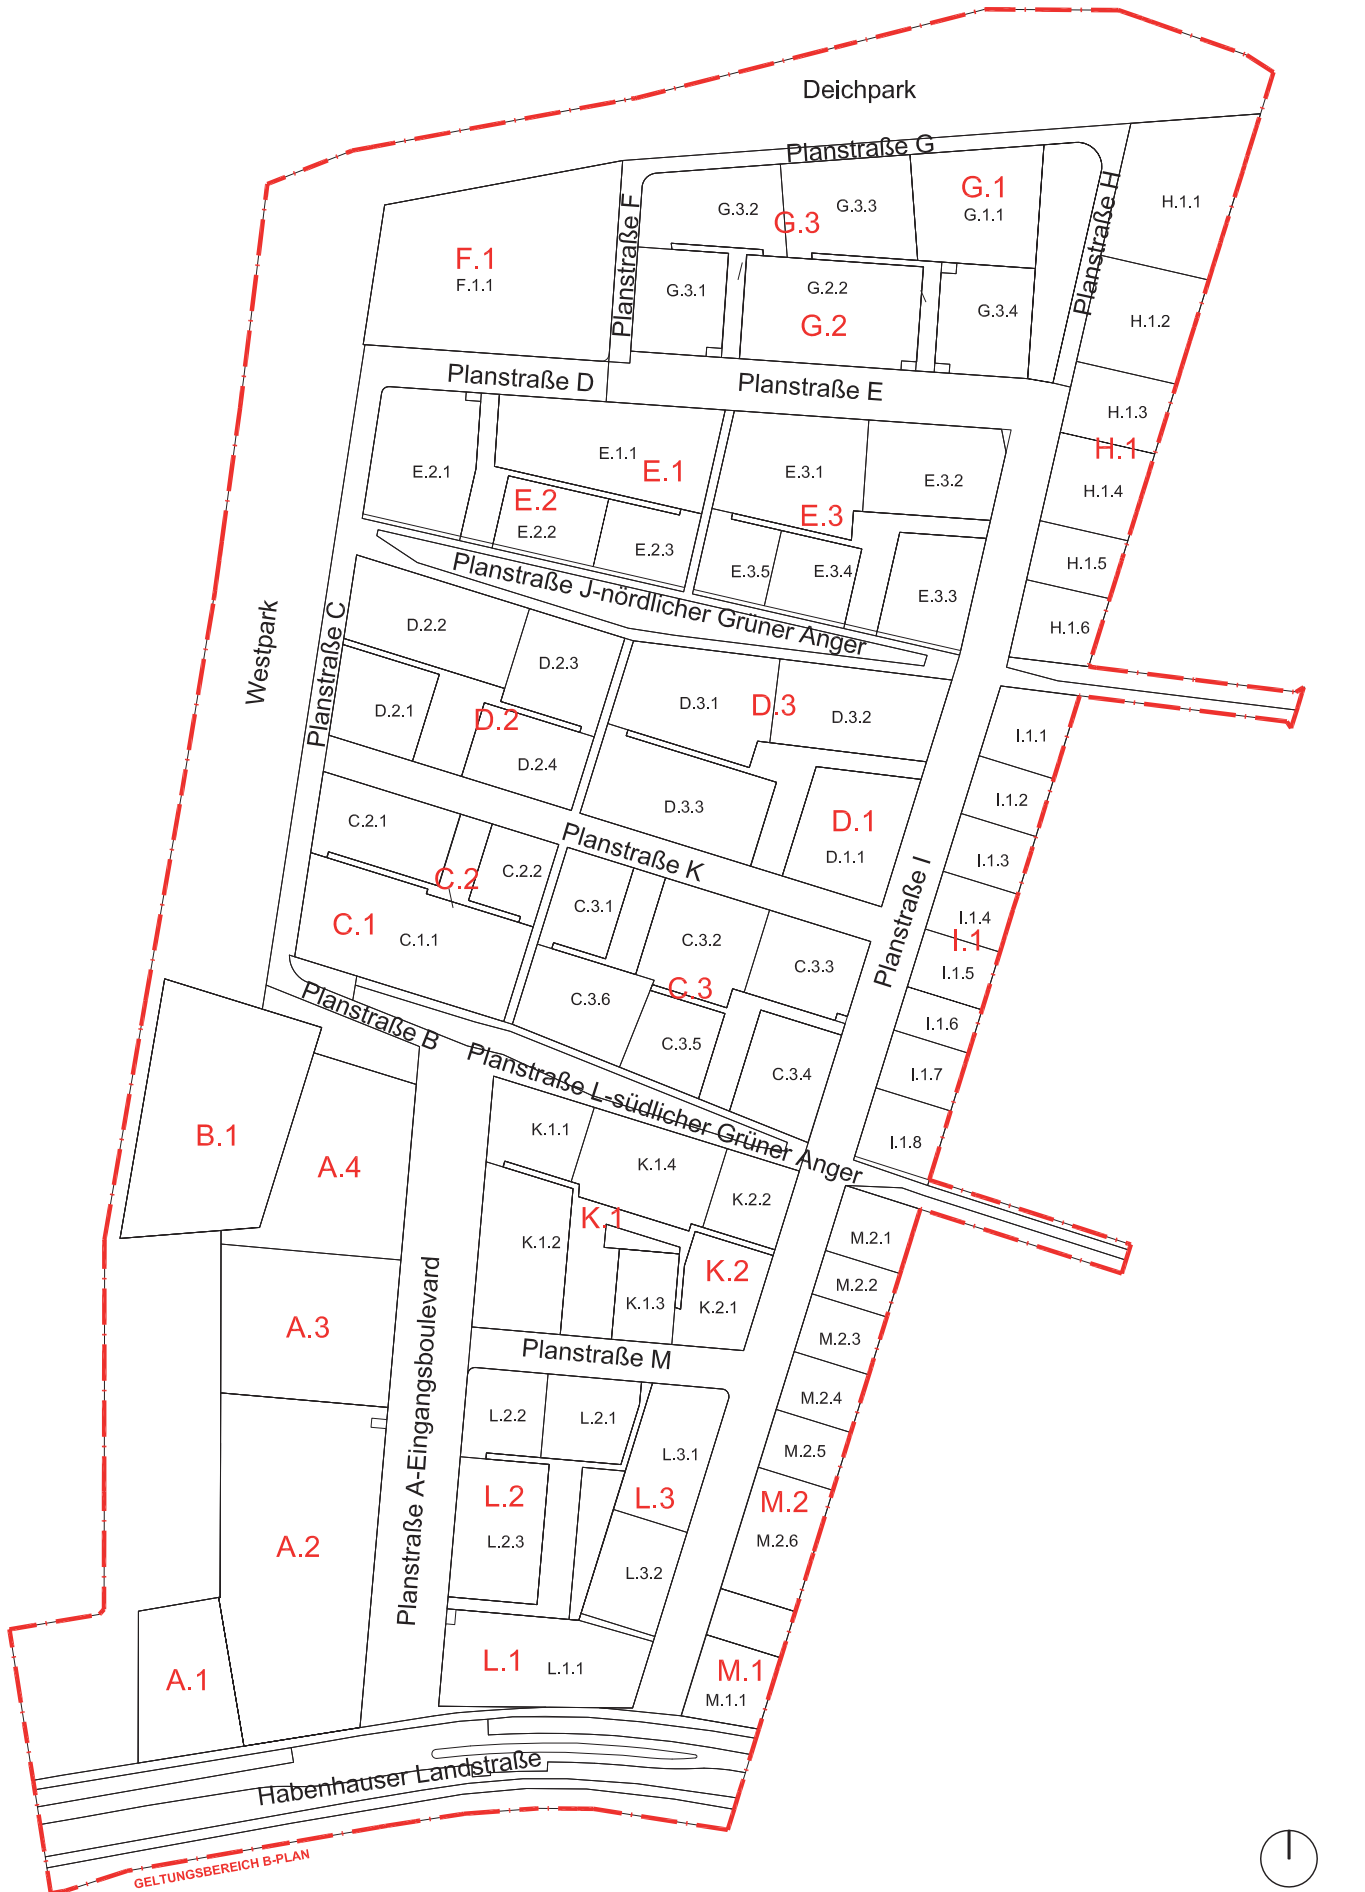 Deichpark
Planstraße G
G.1
G.1.1
G.3.2
G.3.3
G.3
H.1.1
Planstraße F
Planstraße H
F.1
F.1.1
G.3.1
G.2.2
G.2
G.3.4
H.1.2
Planstraße D
Planstraße E
H.1.3
H.1
E.2.1
E.1.1
E.1
E.3.1
E.3.2
H.1.4
E.2
E.2.2
E.2.3
E.3
E.3.5
E.3.4
E.3.3
H.1.5
Planstraße J-nördlicher Grüner Anger
H.1.6
Westpark
Planstraße C
D.2.2
D.2.3
D.2.1
D.2
D.2.4
D.3.1
D.3
D.3.2
I.1.1
D.3.3
D.1
D.1.1
I.1.2
C.2.1
C.2
C.2.2
Planstraße K
Planstraße I
I.1.3
C.1
C.1.1
C.3.1
C.3.2
C.3
C.3.3
I.1.4
I.1
I.1.5
C.3.6
C.3.5
C.3.4
I.1.6
Planstraße B
Planstraße L-südlicher Grüner Anger
I.1.7
I.1.8
B.1
A.4
K.1.1
K.1.4
K.2.2
K.1
K.1.2
K.2
K.2.1
K.1.3
M.2.1
M.2.2
A.3
Planstraße A-Eingangsboulevard
Planstraße M
M.2.3
M.2.4
L.2.2
L.2.1
L.3.1
M.2.5
L.2
L.3
M.2
A.2
L.2.3
L.3.2
M.2.6
A.1
L.1
L.1.1
M.1
M.1.1
Habenhauser Landstraße
GELTUNGSBEREICH B-PLAN